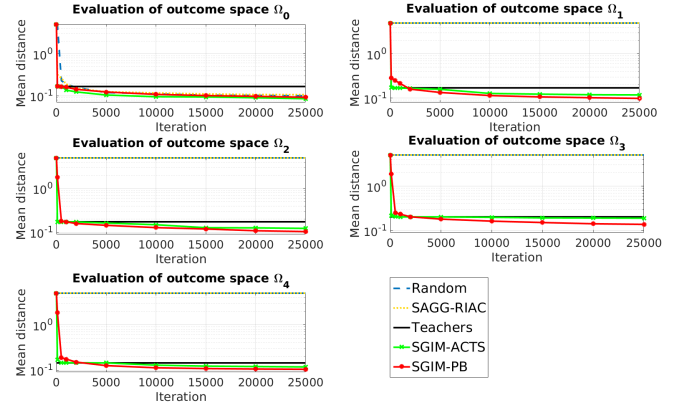 Evaluation of outcome space Ω0
Mean distance
10^0
10^-1
0 5000 10000 15000 20000 25000
Iteration
Evaluation of outcome space Ω1
Mean distance
10^0
10^-1
0 5000 10000 15000 20000 25000
Iteration
Evaluation of outcome space Ω2
Mean distance
10^0
10^-1
0 5000 10000 15000 20000 25000
Iteration
Evaluation of outcome space Ω3
Mean distance
10^0
10^-1
0 5000 10000 15000 20000 25000
Iteration
Evaluation of outcome space Ω4
Mean distance
10^0
10^-1
0 5000 10000 15000 20000 25000
Iteration
Random
SAGG-RIAC
Teachers
SGIM-ACTS
SGIM-PB